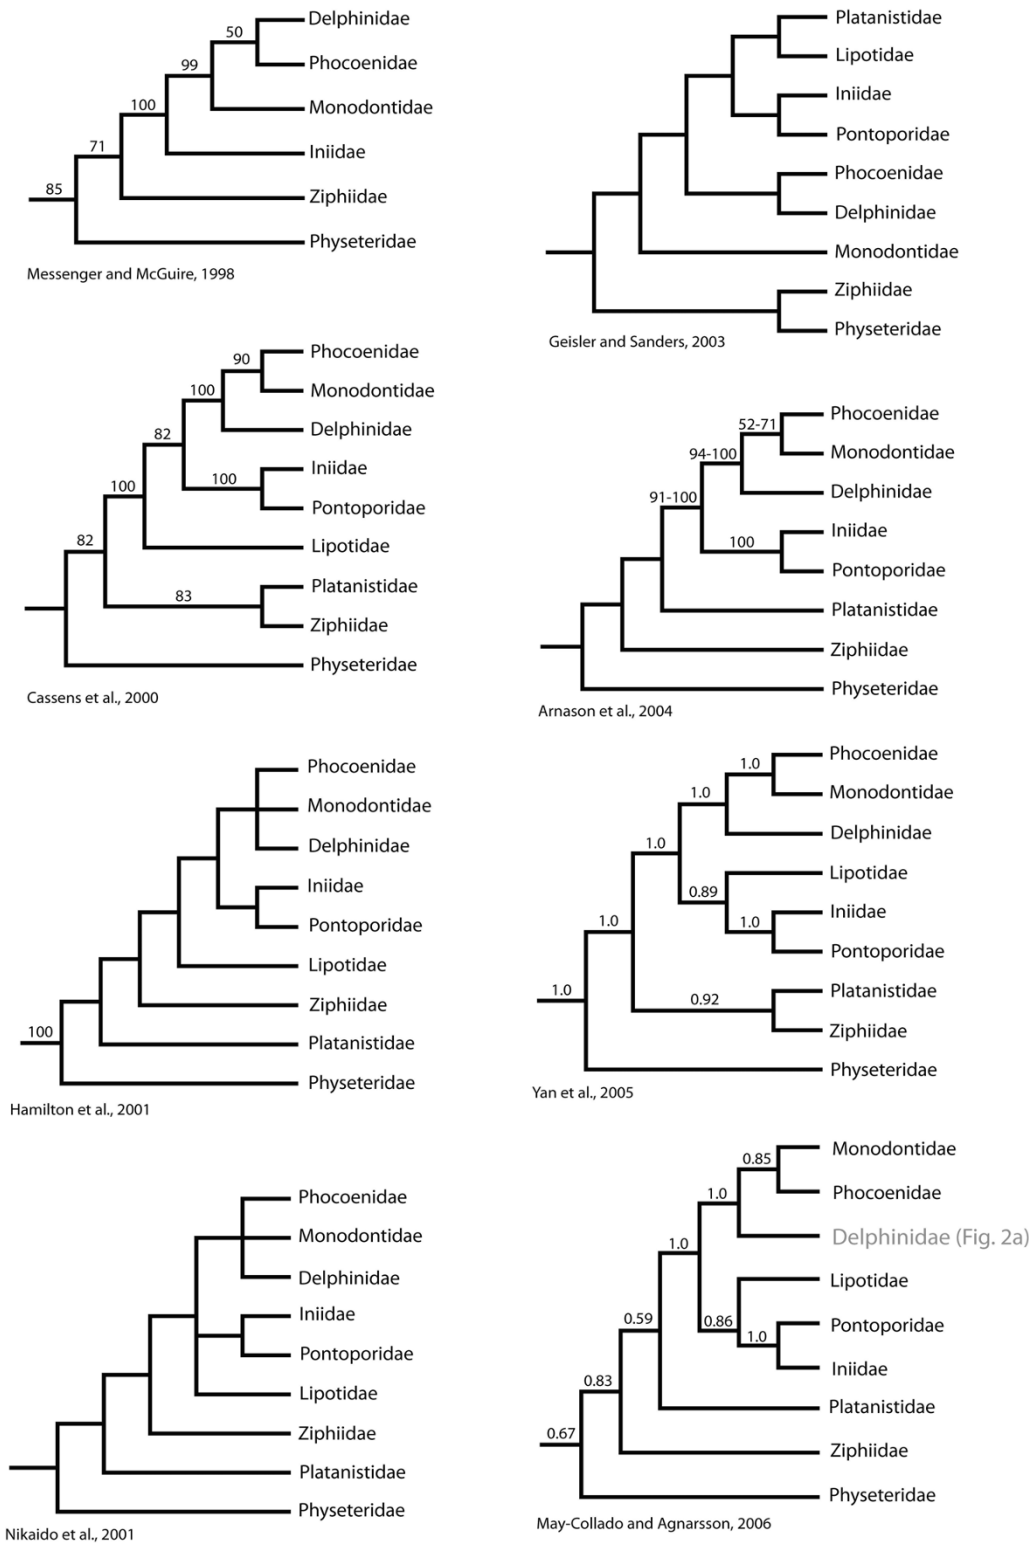 Delphinidae
50
Phocoenidae
99
Monodontidae
100
Iniidae
71
Ziphiidae
85
Physeteridae
Messenger and McGuire, 1998
Phocoenidae
90
Monodontidae
100
Delphinidae
82
Iniidae
100
Pontoporidae
100
Lipotidae
82
Platanistidae
83
Ziphiidae
Physeteridae
Cassens et al., 2000
Phocoenidae
Monodontidae
Delphinidae
Iniidae
Pontoporidae
Lipotidae
Ziphiidae
100
Platanistidae
Physeteridae
Hamilton et al., 2001
Phocoenidae
Monodontidae
Delphinidae
Iniidae
Pontoporidae
Lipotidae
Ziphiidae
Platanistidae
Physeteridae
Nikaido et al., 2001
Platanistidae
Lipotidae
Iniidae
Pontoporidae
Phocoenidae
Delphinidae
Monodontidae
Ziphiidae
Physeteridae
Geisler and Sanders, 2003
Phocoenidae
52-71
Monodontidae
94-100
Delphinidae
91-100
Iniidae
100
Pontoporidae
Platanistidae
Ziphiidae
Physeteridae
Arnason et al., 2004
Phocoenidae
1.0
Monodontidae
1.0
Delphinidae
1.0
Lipotidae
0.89
Iniidae
1.0
1.0
Pontoporidae
Platanistidae
1.0
0.92
Ziphiidae
Physeteridae
Yan et al., 2005
Monodontidae
0.85
Phocoenidae
1.0
Delphinidae (Fig. 2a)
1.0
Lipotidae
0.59
0.86
Pontoporidae
1.0
Iniidae
0.83
Platanistidae
0.67
Ziphiidae
Physeteridae
May-Collado and Agnarsson, 2006